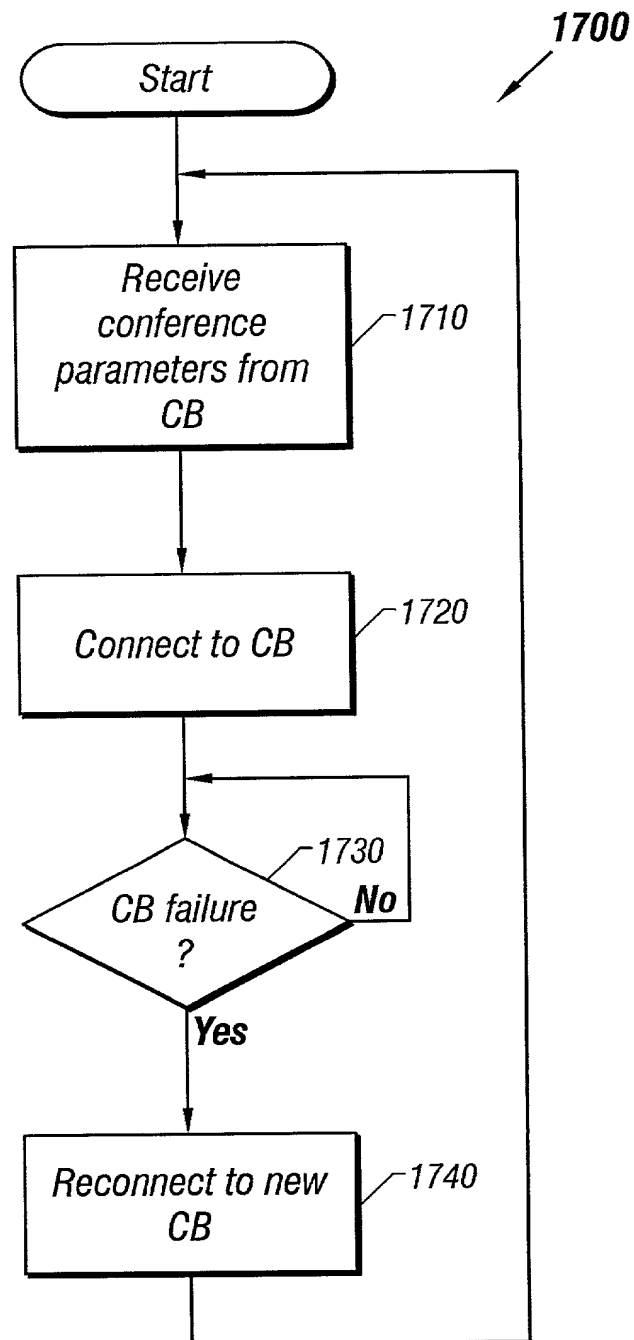 1700
Start
Receive
conference
parameters from
CB
1710
Connect to CB
1720
1730
CB failure
?
No
Yes
Reconnect to new
CB
1740